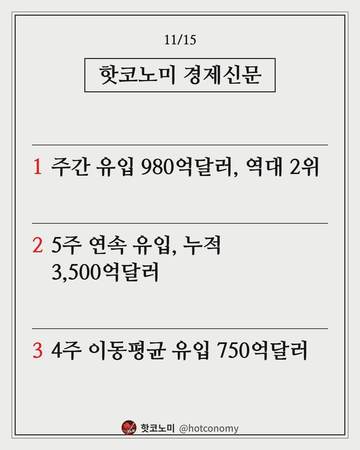 11/15
핫코노미 경제신문
1 주간 유입 980억달러, 역대 2위
2 5주 연속 유입, 누적
3,500억달러
3 4주 이동평균 유입 750억달러
핫코노미 @hotconomy